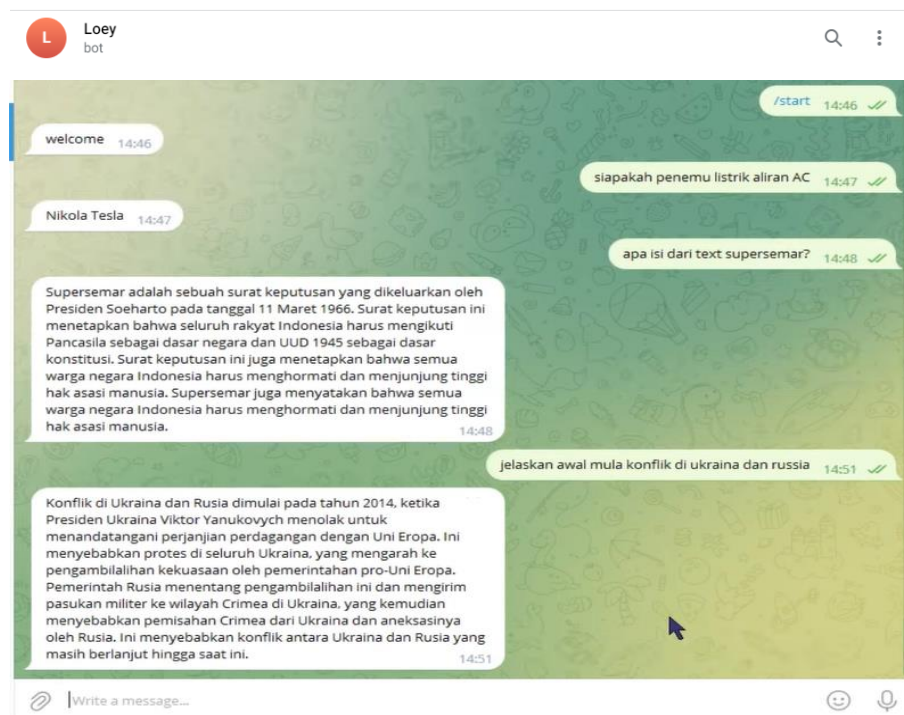 L
Loey
bot
/start 14:46
welcome 14:46
siapakah penemu listrik aliran AC 14:47
Nikola Tesla 14:47
apa isi dari text supersemar? 14:48
Supersemar adalah sebuah surat keputusan yang dikeluarkan oleh
Presiden Soeharto pada tanggal 11 Maret 1966. Surat keputusan ini
menetapkan bahwa seluruh rakyat Indonesia harus mengikuti
Pancasila sebagai dasar negara dan UUD 1945 sebagai dasar
konstitusi. Surat keputusan ini juga menetapkan bahwa semua
warga negara Indonesia harus menghormati dan menjunjung tinggi
hak asasi manusia. Supersemar juga menyatakan bahwa semua
warga negara Indonesia harus menghormati dan menjunjung tinggi
hak asasi manusia. 14:48
jelaskan awal mula konflik di ukraina dan russia 14:51
Konflik di Ukraina dan Rusia dimulai pada tahun 2014, ketika
Presiden Ukraina Viktor Yanukovych menolak untuk
menandatangani perjanjian perdagangan dengan Uni Eropa. Ini
menyebabkan protes di seluruh Ukraina, yang mengarah ke
pengambilalihan kekuasaan oleh pemerintahan pro-Uni Eropa.
Pemerintah Rusia menentang pengambilalihan ini dan mengirim
pasukan militer ke wilayah Crimea di Ukraina, yang kemudian
menyebabkan pemisahan Crimea dari Ukraina dan aneksasinya
oleh Rusia. Ini menyebabkan konflik antara Ukraina dan Rusia yang
masih berlanjut hingga saat ini. 14:51
Write a message...